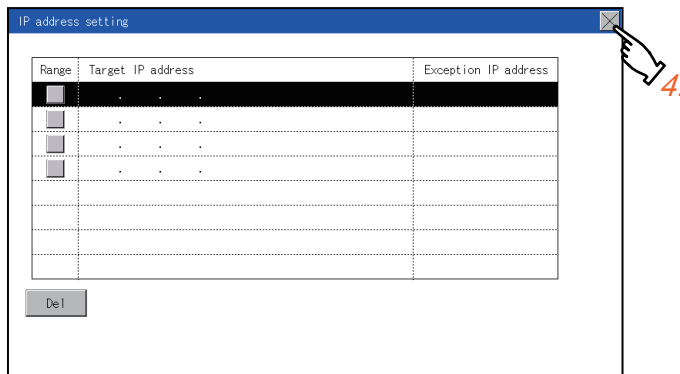 IP address setting
Range Target IP address Exception IP address
. . .
. . .
. . .
. . .
Del
4.